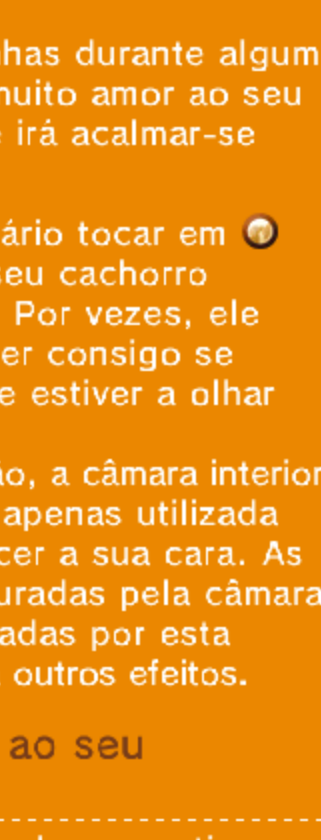 nhas durante algum
muito amor ao seu
e irá acalmar-se
ário tocar em
seu cachorro
Por vezes, ele
er consigo se
e estiver a olhar
ão, a câmara interior
apenas utilizada
cer a sua cara. As
uradas pela câmara
adas por esta
outros efeitos.
ao seu